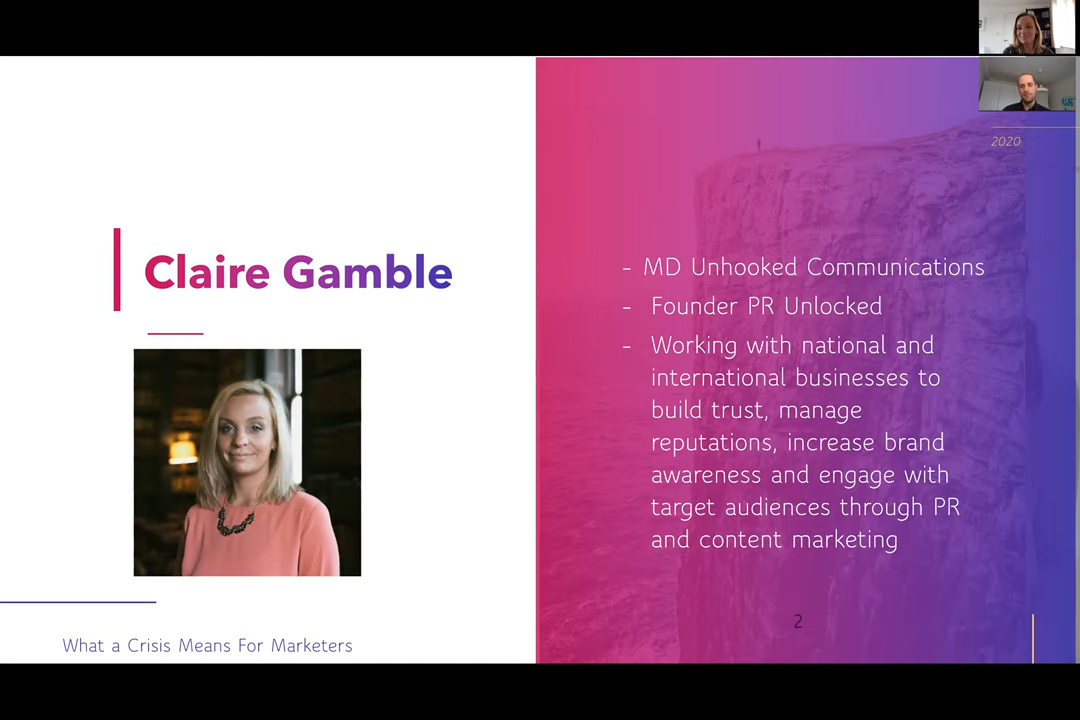 2020
Claire Gamble
- MD Unhooked Communications
- Founder PR Unlocked
- Working with national and
international businesses to
build trust, manage
reputations, increase brand
awareness and engage with
target audiences through PR
and content marketing
2
What a Crisis Means For Marketers